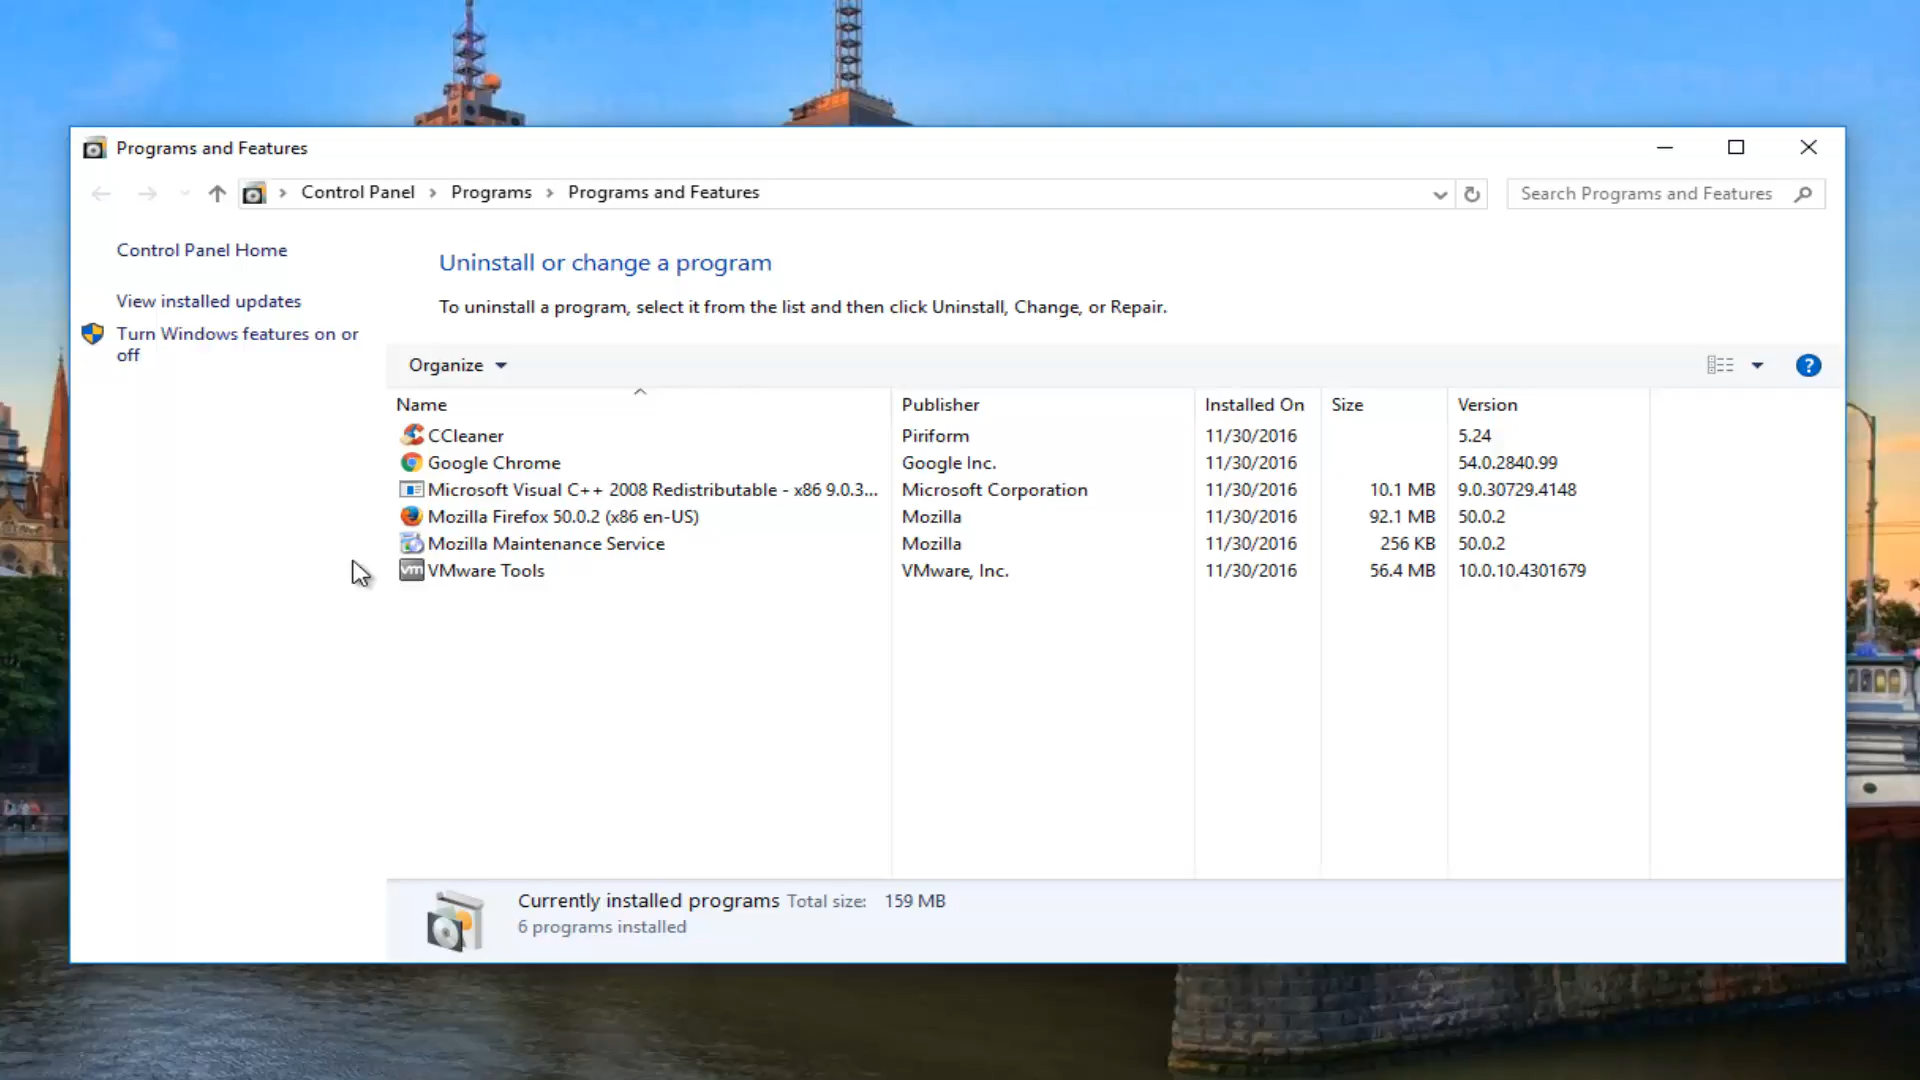 Programs and Features
Control Panel > Programs > Programs and Features
Search Programs and Features
Control Panel Home
View installed updates
Turn Windows features on or
off
Uninstall or change a program
To uninstall a program, select it from the list and then click Uninstall, Change, or Repair.
Organize
?
Name Publisher Installed On Size Version
CCleaner Piriform 11/30/2016 5.24
Google Chrome Google Inc. 11/30/2016 54.0.2840.99
Microsoft Visual C++ 2008 Redistributable - x86 9.0.3... Microsoft Corporation 11/30/2016 10.1 MB 9.0.30729.4148
Mozilla Firefox 50.0.2 (x86 en-US) Mozilla 11/30/2016 92.1 MB 50.0.2
Mozilla Maintenance Service Mozilla 11/30/2016 256 KB 50.0.2
vm VMware Tools VMware, Inc. 11/30/2016 56.4 MB 10.0.10.4301679
Currently installed programs Total size: 159 MB
6 programs installed